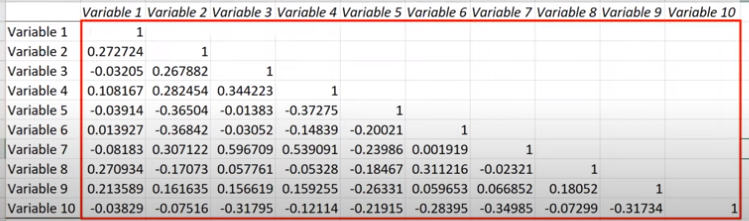 Variable 1 Variable 2 Variable 3 Variable 4 Variable 5 Variable 6 Variable 7 Variable 8 Variable 9 Variable 10
Variable 1 1
Variable 2 0.272724 1
Variable 3 -0.03205 0.267882 1
Variable 4 0.108167 0.282454 0.344223 1
Variable 5 -0.03914 -0.36504 -0.01383 -0.37275 1
Variable 6 0.013927 -0.36842 -0.03052 -0.14839 -0.20021 1
Variable 7 -0.08183 0.307122 0.596709 0.539091 -0.23986 0.001919 1
Variable 8 0.270934 -0.17073 0.057761 -0.05328 -0.18467 0.311216 -0.02321 1
Variable 9 0.213589 0.161635 0.156619 0.159255 -0.26331 0.059653 0.066852 0.18052 1
Variable 10 -0.03829 -0.07516 -0.31795 -0.12114 -0.21915 -0.28395 -0.34985 -0.07299 -0.31734 1